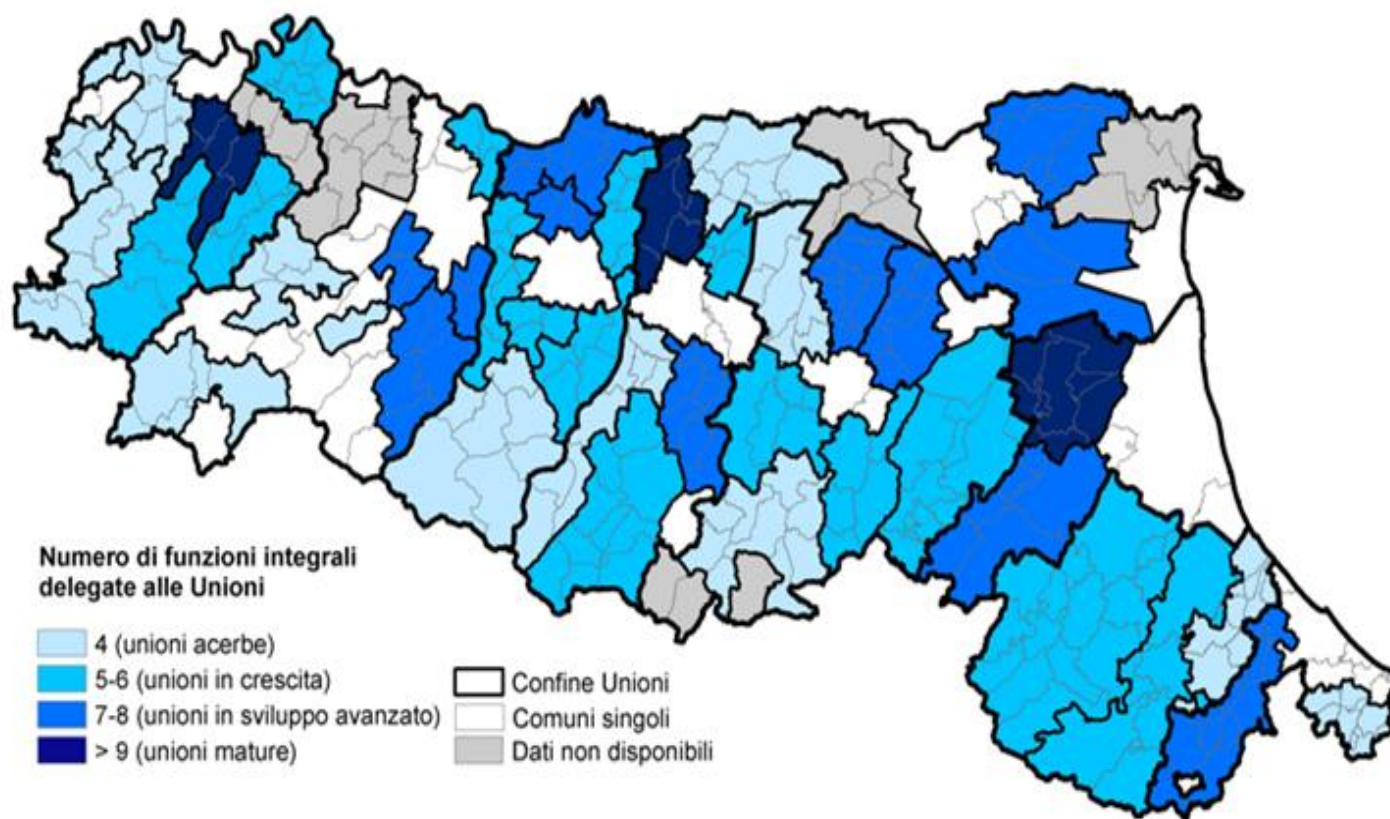 Numero di funzioni integrali
delegate alle Unioni
4 (unioni acerbe)
5-6 (unioni in crescita)
7-8 (unioni in sviluppo avanzato)
> 9 (unioni mature)
Confine Unioni
Comuni singoli
Dati non disponibili